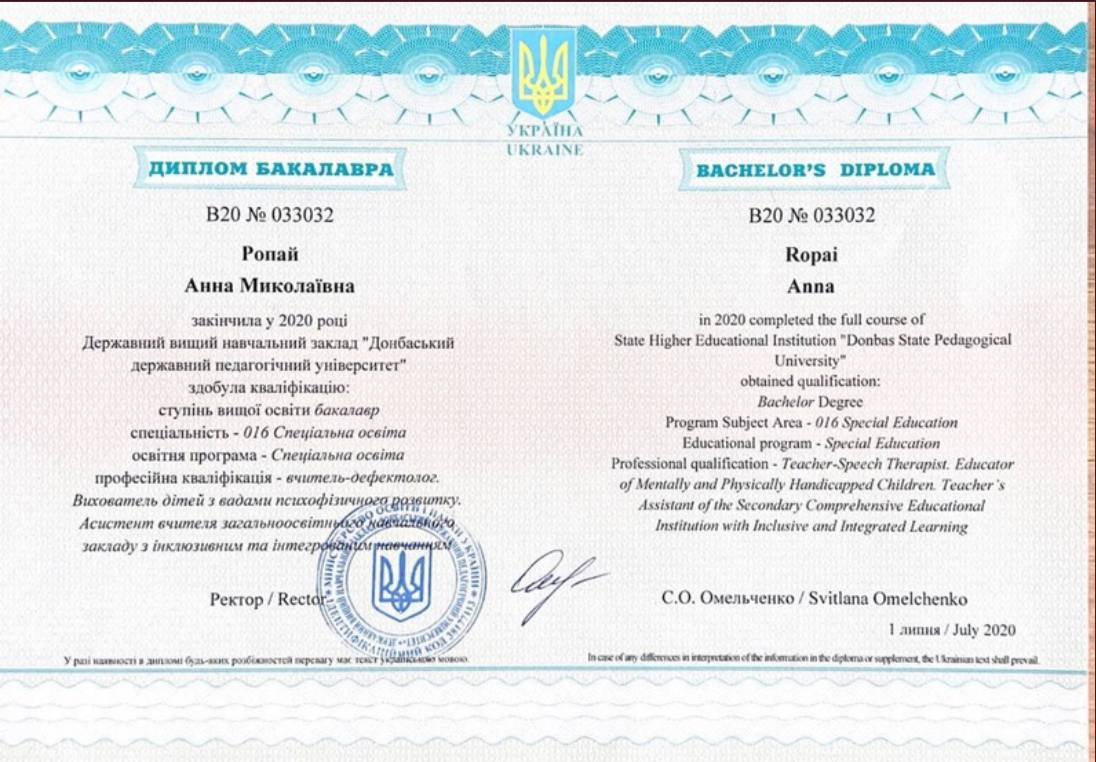 УКРАЇНА
UKRAINE
ДИПЛОМ БАКАЛАВРА
В20 № 033032
Ропай
Анна Миколаївна
закінчила у 2020 році
Державний вищий навчальний заклад "Донбаський
державний педагогічний університет"
здобула кваліфікацію:
ступінь вищої освіти бакалавр
спеціальність - 016 Спеціальна освіта
освітня програма - Спеціальна освіта
професійна кваліфікація - вчитель-дефектолог.
Вихователь дітей з вадами психофізичного розвитку.
Асистент вчителя загальноосвітнього навчального
закладу з інклюзивним та інтегрованим навчанням
Ректор / Rector
У разі наявності в дипломі будь-яких розбіжностей перевагу має текст українською мовою.
BACHELOR'S DIPLOMA
B20 № 033032
Ropai
Anna
in 2020 completed the full course of
State Higher Educational Institution "Donbas State Pedagogical
University"
obtained qualification:
Bachelor Degree
Program Subject Area - 016 Special Education
Educational program - Special Education
Professional qualification - Teacher-Speech Therapist. Educator
of Mentally and Physically Handicapped Children. Teacher`s
Assistant of the Secondary Comprehensive Educational
Institution with Inclusive and Integrated Learning
С.О. Омельченко / Svitlana Omelchenko
1 липня / July 2020
In case of any differences in interpretation of the information in the diploma or supplement, the Ukrainian text shall prevail.
МІНІСТЕРСТВО ОСВІТИ І НАУКИ УКРАЇНИ
ІДЕНТИФІКАЦІЙНИЙ КОД